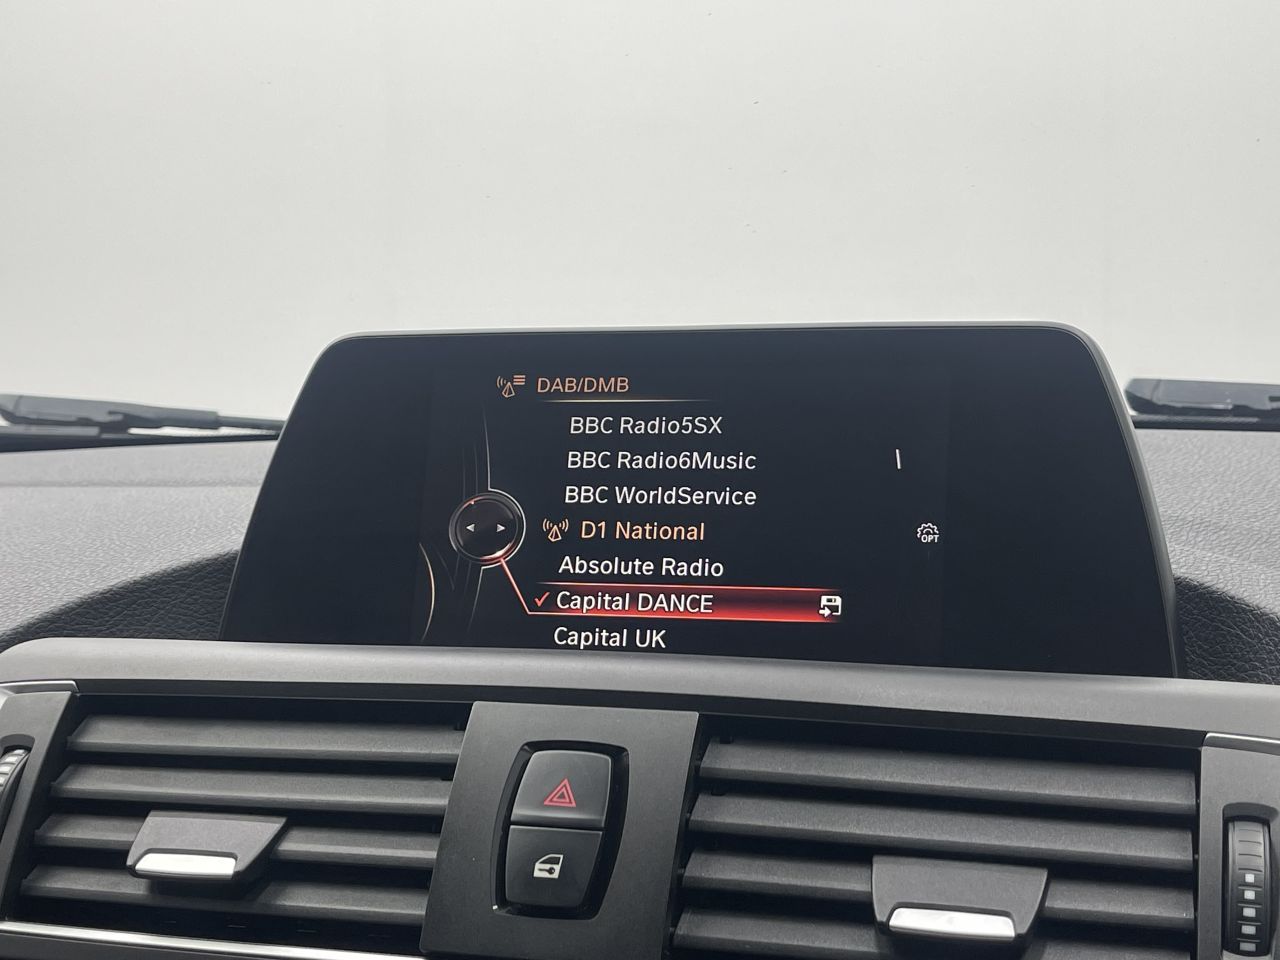 DAB/DMB
BBC Radio5SX
BBC Radio6Music
BBC WorldService
D1 National
OPT
Absolute Radio
Capital DANCE
Capital UK